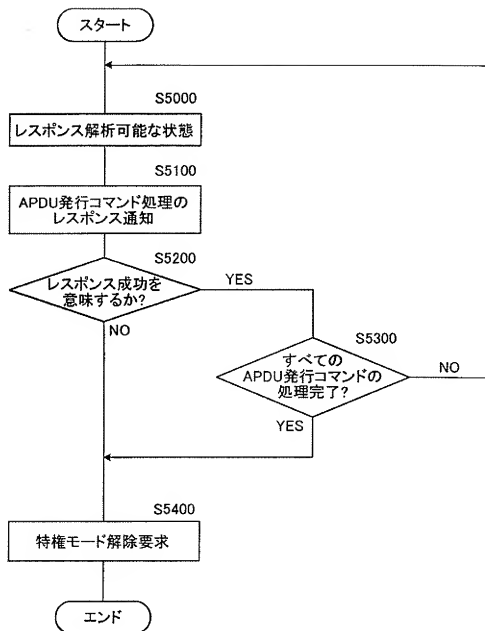 スタート
S5000
レスポンス解析可能な状態
S5100
APDU発行コマンド処理の
レスポンス通知
S5200
レスポンス成功を
意味するか?
YES
NO
S5300
すべての
APDU発行コマンドの
処理完了?
NO
YES
S5400
特権モード解除要求
エンド